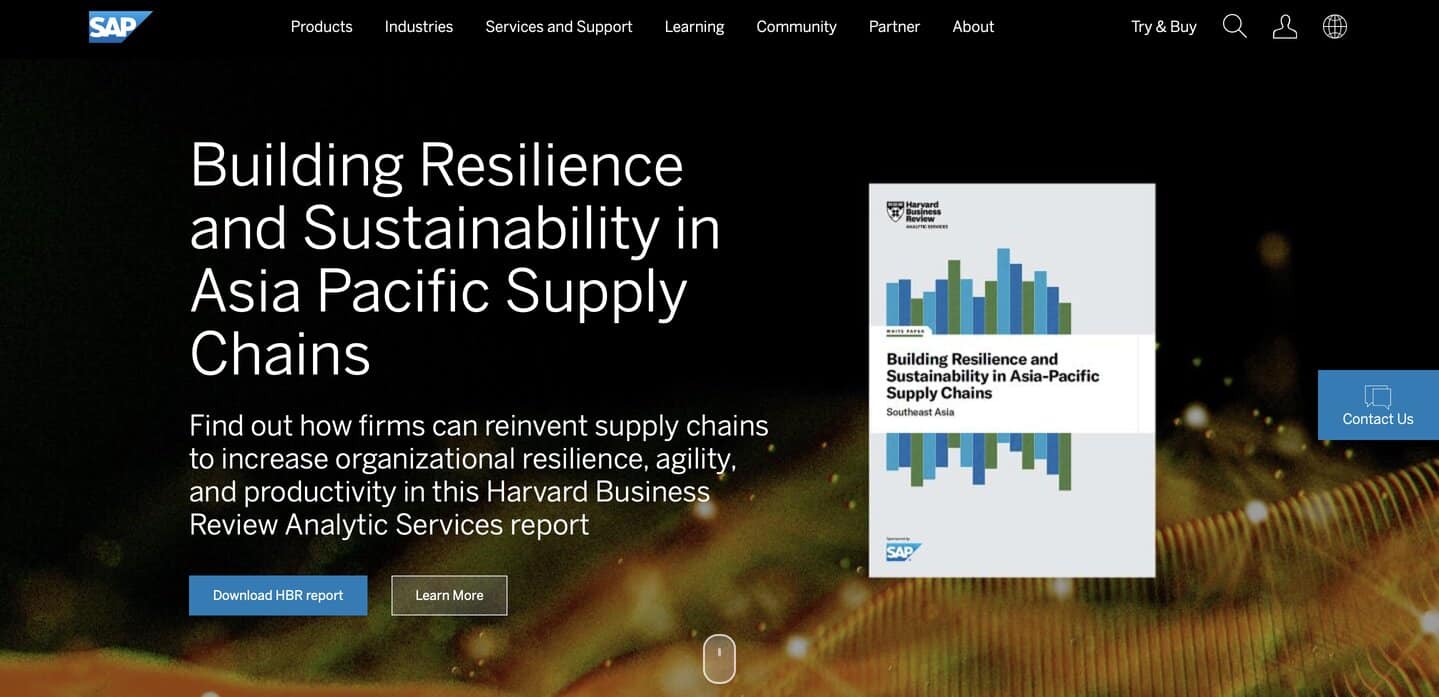 SAP
Products
Industries
Services and Support
Learning
Community
Partner
About
Try & Buy
Building Resilience
and Sustainability in
Asia Pacific Supply
Chains
Find out how firms can reinvent supply chains
to increase organizational resilience, agility,
and productivity in this Harvard Business
Review Analytic Services report
Download HBR report
Learn More
Harvard
Business
Review
ANALYTIC SERVICES
WHITE PAPER
Building Resilience and
Sustainability in Asia-Pacific
Supply Chains
Southeast Asia
Sponsored by
SAP
Contact Us